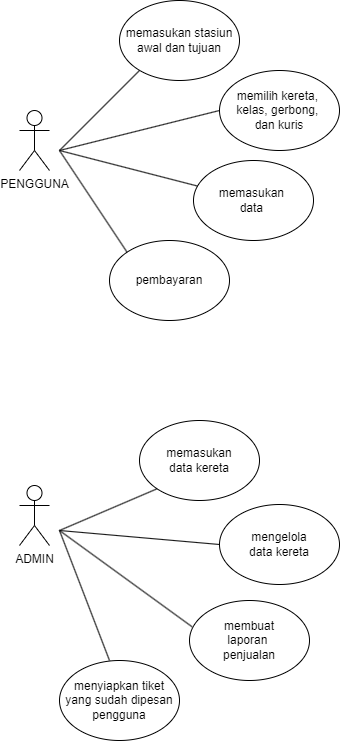 memasukan stasiun
awal dan tujuan
memilih kereta,
kelas, gerbong,
dan kuris
PENGGUNA
memasukan
data
pembayaran
memasukan
data kereta
mengelola
data kereta
ADMIN
membuat
laporan
penjualan
menyiapkan tiket
yang sudah dipesan
pengguna